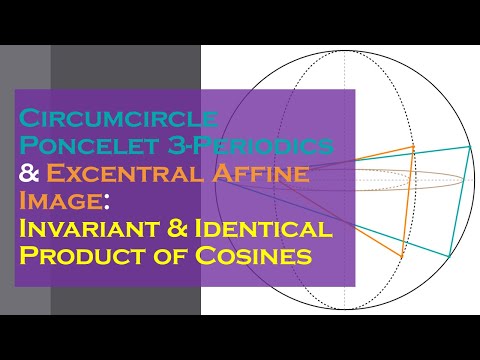 Circumcircle
Poncelet 3-Periodics
& Excentral Affine
Image:
Invariant & Identical
Product of Cosines